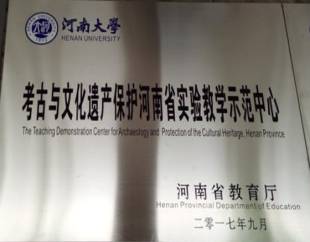 河南大学
HENAN UNIVERSITY
考古与文化遗产保护河南省实验教学示范中心
The Teaching Demonstration Center for Archaeology and Protection of the Cultural Heritage, Henan Province
河南省教育厅
Henan Provincial Department of Education
二〇一七年九月